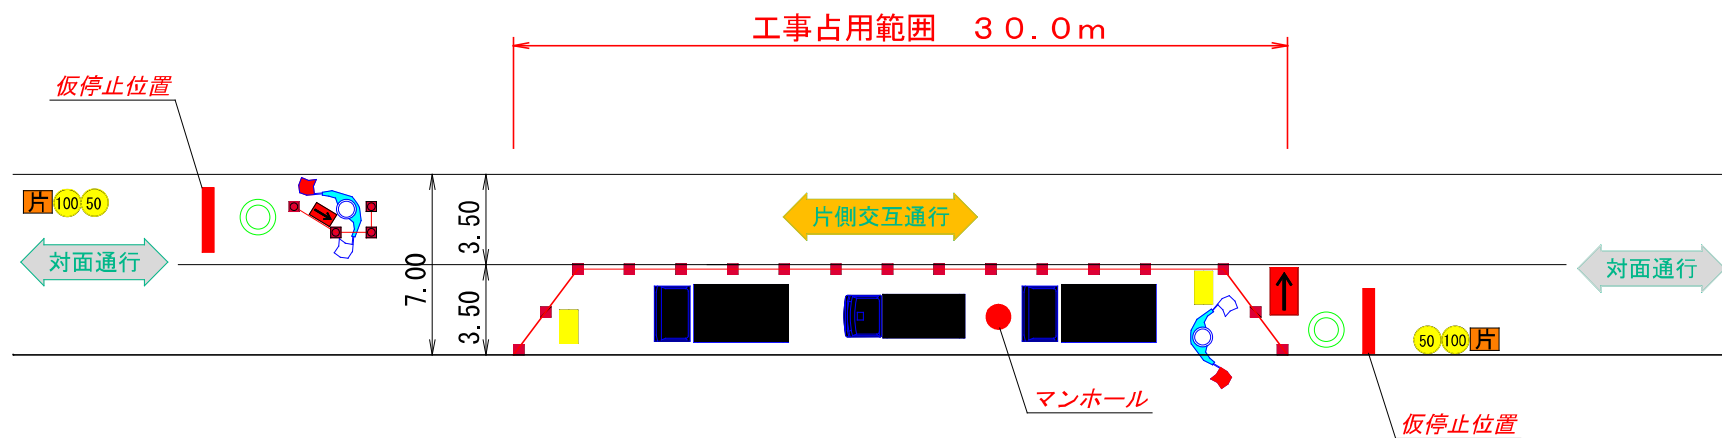 工事占用範囲　３０.０ｍ
仮停止位置
片 100 50
対面通行
7.00
3.50
3.50
片側交互通行
対面通行
50 100 片
マンホール
仮停止位置